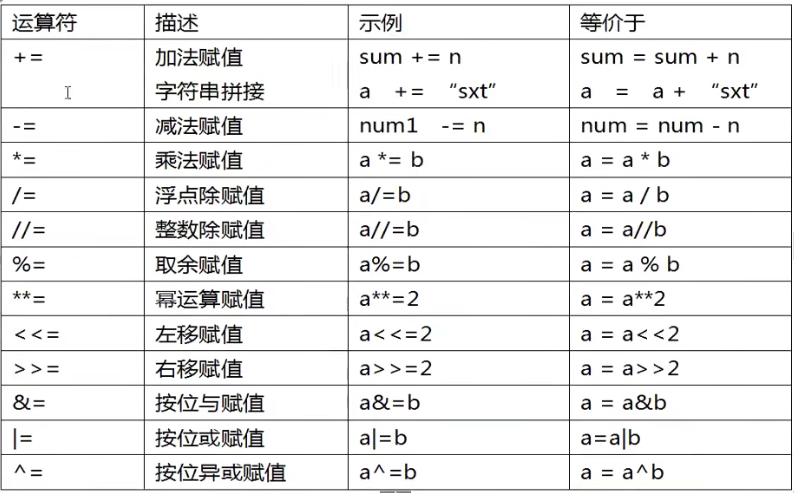 运算符 描述 示例 等价于
+= 加法赋值 sum += n sum = sum + n
字符串拼接 a += “sxt” a = a + “sxt”
-= 减法赋值 num1 -= n num = num - n
*= 乘法赋值 a *= b a = a * b
/= 浮点除赋值 a/=b a = a / b
//= 整数除赋值 a//=b a = a//b
%= 取余赋值 a%=b a = a % b
**= 幂运算赋值 a**=2 a = a**2
<<= 左移赋值 a<<=2 a = a<<2
>>= 右移赋值 a>>=2 a = a>>2
&= 按位与赋值 a&=b a = a&b
|= 按位或赋值 a|=b a=a|b
^= 按位异或赋值 a^=b a = a^b